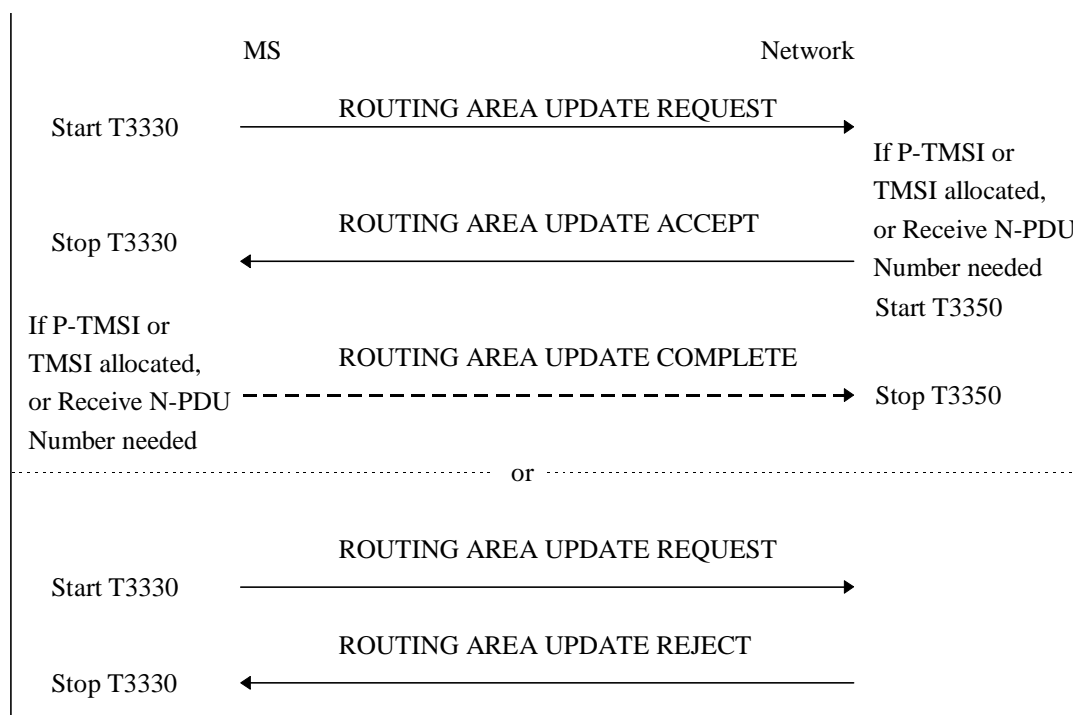 MS
Network
ROUTING AREA UPDATE REQUEST
Start T3330
If P-TMSI or
TMSI allocated,
or Receive N-PDU
Number needed
Start T3350
ROUTING AREA UPDATE ACCEPT
Stop T3330
If P-TMSI or
TMSI allocated,
or Receive N-PDU
Number needed
ROUTING AREA UPDATE COMPLETE
Stop T3350
or
ROUTING AREA UPDATE REQUEST
Start T3330
ROUTING AREA UPDATE REJECT
Stop T3330